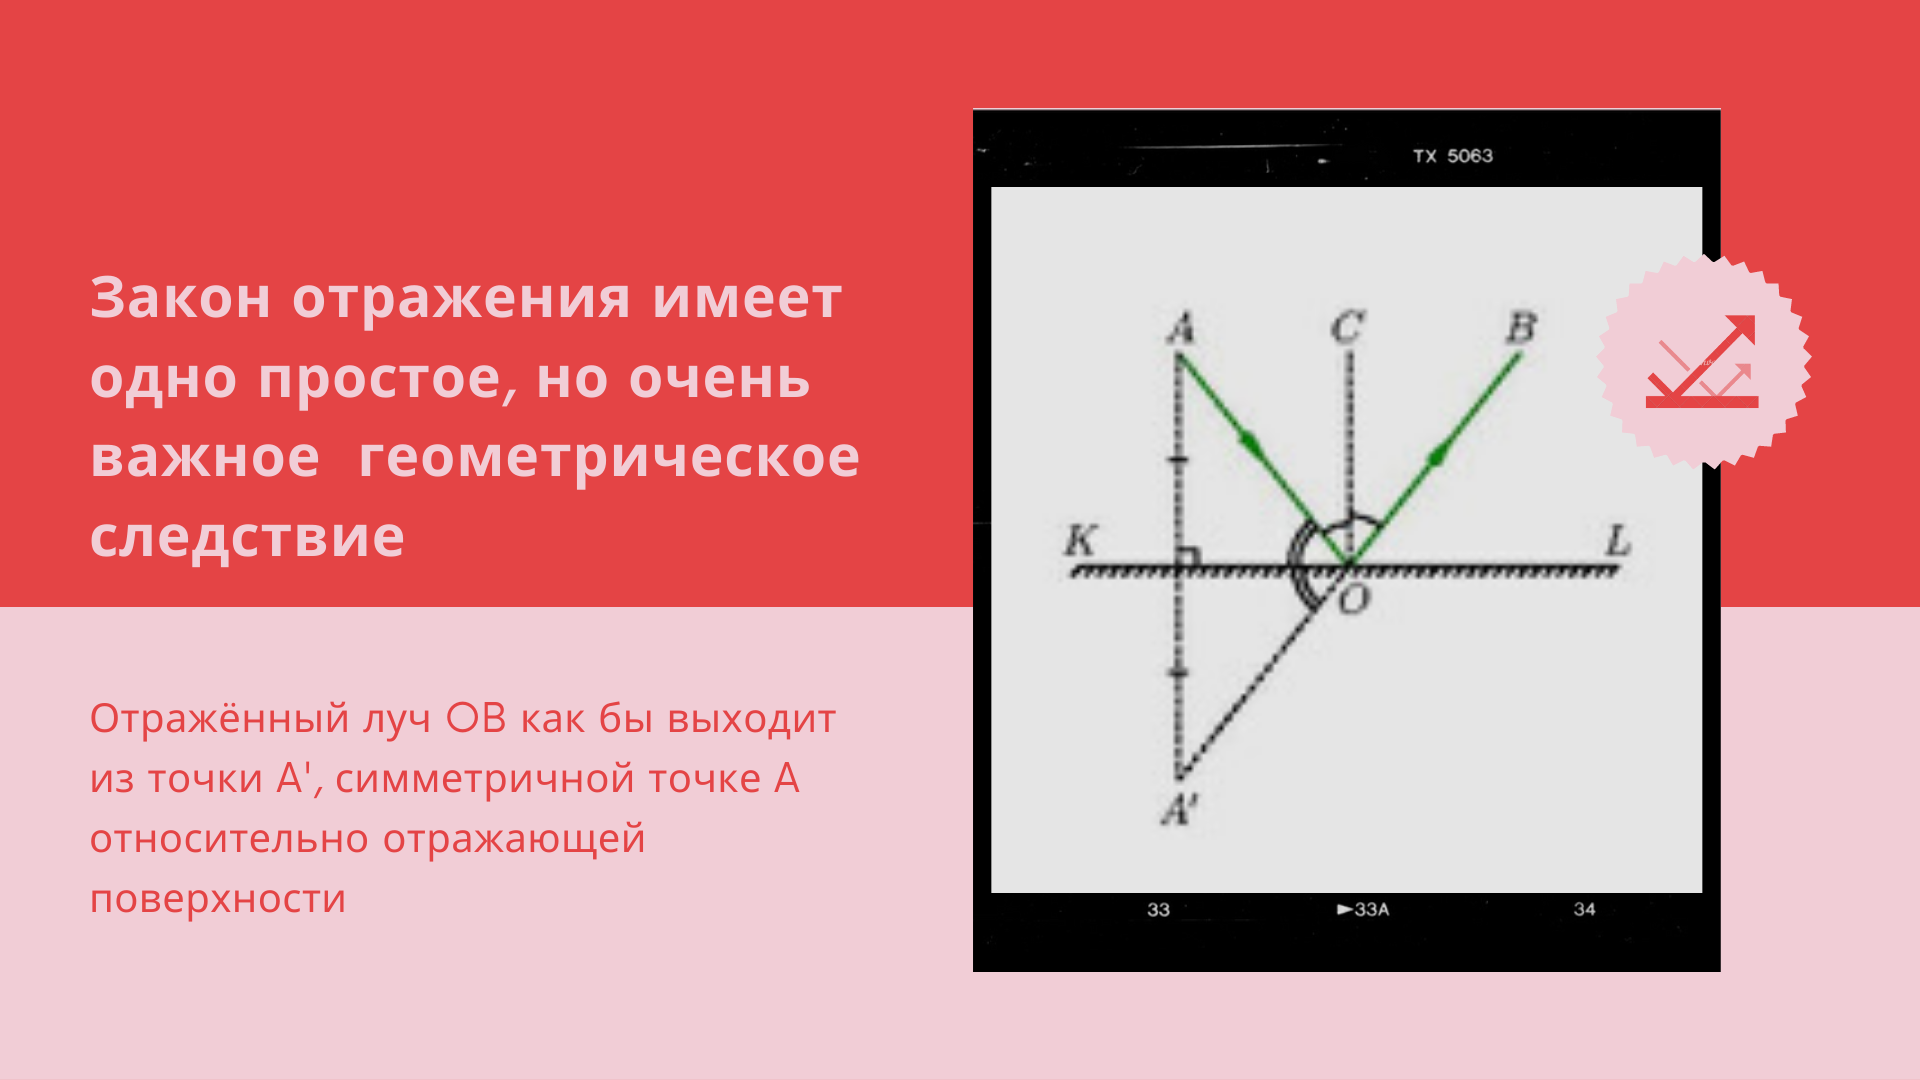 Закон отражения имеет
одно простое, но очень
важное геометрическое
следствие
Отражённый луч OB как бы выходит
из точки A', симметричной точке A
относительно отражающей
поверхности
TX 5063
A
C
B
K
L
O
A'
33
►33A
34